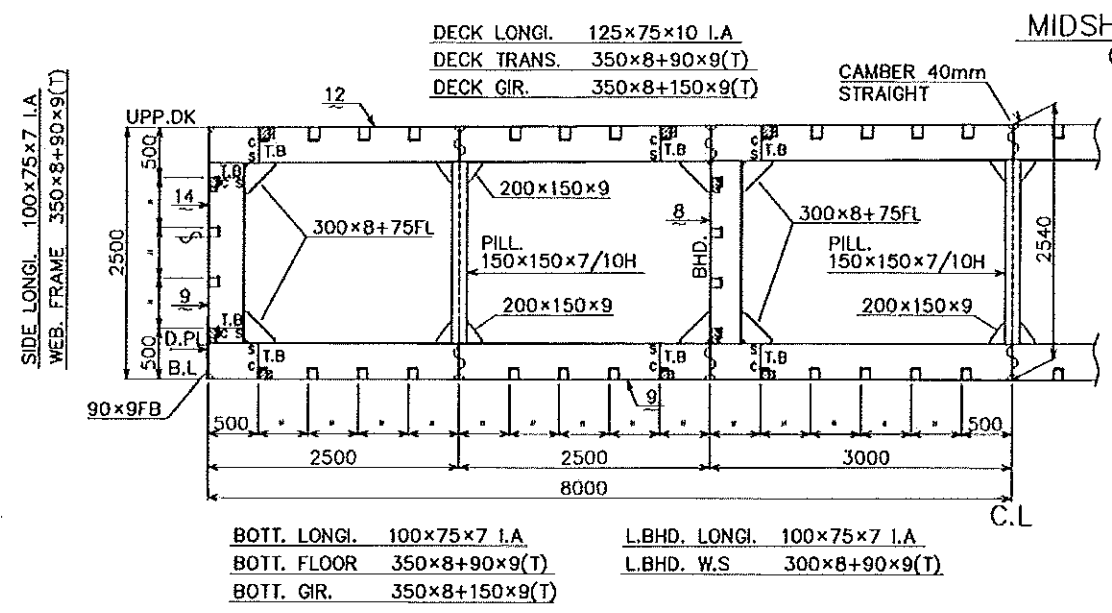 MIDSH
DECK LONGI. 125×75×10 I.A
DECK TRANS. 350×8+90×9(T)
DECK GIR. 350×8+150×9(T)
CAMBER 40mm
STRAIGHT
12
UPP.DK
SIDE LONGI. 100×75×7 I.A
WEB. FRAME 350×8+90×9(T)
2500
500
"
"
"
500
14
S
9
D.PL
B.L
90×9FB
T.B
C S
T.B
C S
C
S
T.B
C
S
T.B
C
S
T.B
200×150×9
300×8+75FL
8
300×8+75FL
PILL.
150×150×7/10H
BHD.
PILL.
150×150×7/10H
2540
200×150×9
200×150×9
S
C
T.B
S
C
T.B
S
C
T.B
9
500 " " " " " " " " " " " " " " 500
2500 2500 3000
8000
C.L
BOTT. LONGI. 100×75×7 I.A
BOTT. FLOOR 350×8+90×9(T)
BOTT. GIR. 350×8+150×9(T)
L.BHD. LONGI. 100×75×7 I.A
L.BHD. W.S 300×8+90×9(T)